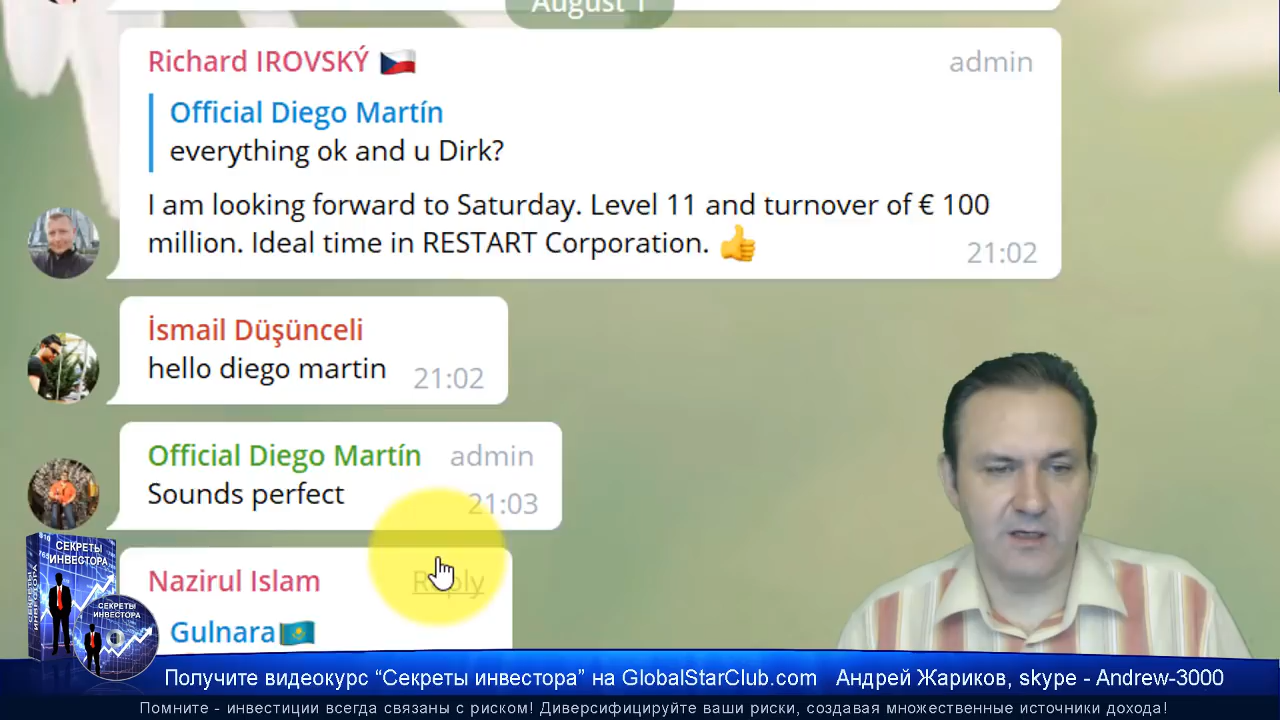 August 1
Richard IROVSKÝ 🇨🇿 admin
Official Diego Martín
everything ok and u Dirk?
I am looking forward to Saturday. Level 11 and turnover of € 100
million. Ideal time in RESTART Corporation. 👍
21:02
İsmail Düşünceli
hello diego martin 21:02
Official Diego Martín admin
Sounds perfect 21:03
Nazirul Islam Reply
Gulnara🇰🇿
СЕКРЕТЫ
ИНВЕСТОРА
СЕКРЕТЫ
ИНВЕСТОРА
Получите видеокурс “Секреты инвестора” на GlobalStarClub.com Андрей Жариков, skype - Andrew-3000
Помните - инвестиции всегда связаны с риском! Диверсифицируйте ваши риски, создавая множественные источники дохода!